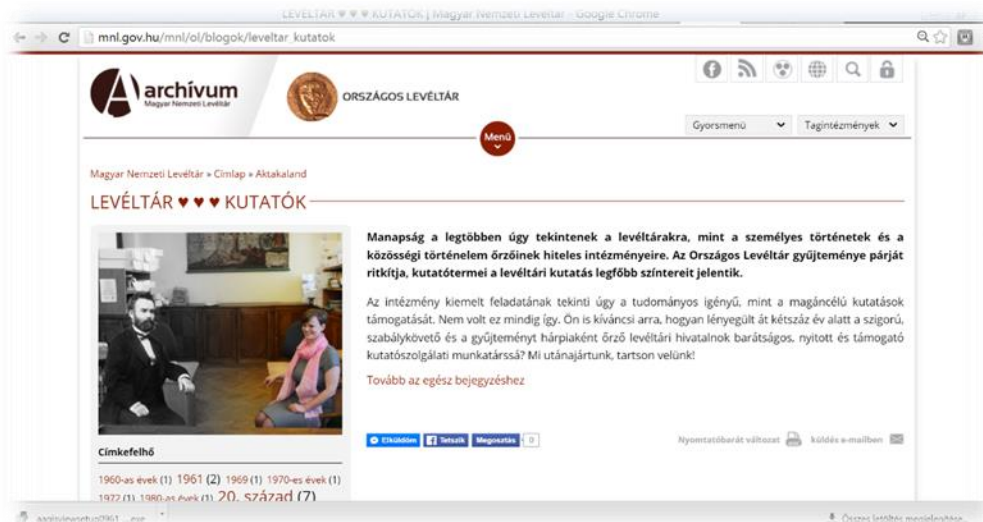 LEVÉLTÁR ♥ ♥ ♥ KUTATÓK | Magyar Nemzeti Levéltár - Google Chrome
mnl.gov.hu/mnl/ol/blogok/leveltar_kutatok
archívum
Magyar Nemzeti Levéltár
ORSZÁGOS LEVÉLTÁR
Gyorsmenü
Tagintézmények
Menü
Magyar Nemzeti Levéltár » Címlap » Aktakaland
LEVÉLTÁR ♥ ♥ ♥ KUTATÓK
Manapság a legtöbben úgy tekintenek a levéltárakra, mint a személyes történetek és a
közösségi történelem őrzőinek hiteles intézményeire. Az Országos Levéltár gyűjteménye párját
ritkítja, kutatótermei a levéltári kutatás legfőbb színtereit jelentik.
Az intézmény kiemelt feladatának tekinti úgy a tudományos igényű, mint a magáncélú kutatások
támogatását. Nem volt ez mindig így. Ön is kíváncsi arra, hogyan lényegült át kétszáz év alatt a szigorú,
szabálykövető és a gyűjteményt hárpiaként őrző levéltári hivatalnok barátságos, nyitott és támogató
kutatószolgálati munkatárssá? Mi utánajártunk, tartson velünk!
Tovább az egész bejegyzéshez
Elküldöm Tetszik Megosztás 0
Nyomtatóbarát változat küldés e-mailben
Címkefelhő
1960-as évek (1) 1961 (2) 1969 (1) 1970-es évek (1)
1972 (1) 1980-as évek (1) 20. század (7)
Összes letöltés megjelenítése...